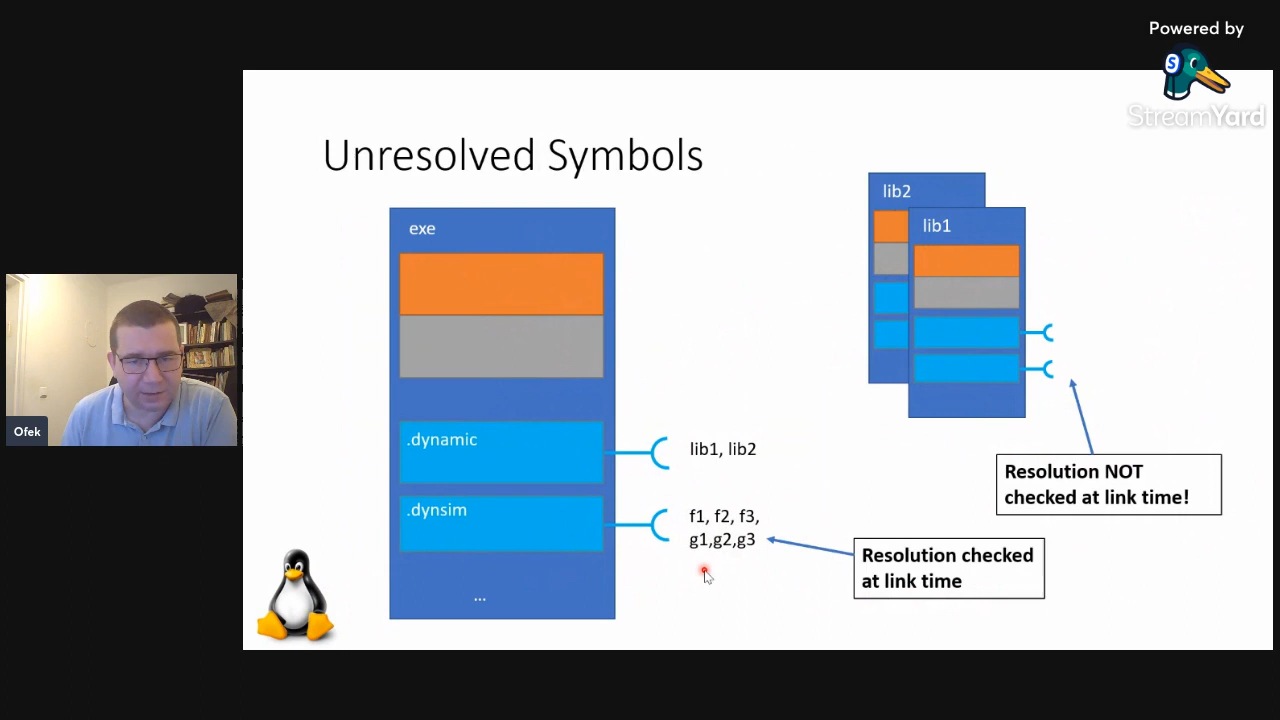 Powered by
S
StreamYard
Unresolved Symbols
exe
.dynamic
.dynsim
...
lib1, lib2
f1, f2, f3,
g1,g2,g3
lib2
lib1
Resolution NOT
checked at link time!
Resolution checked
at link time
Ofek